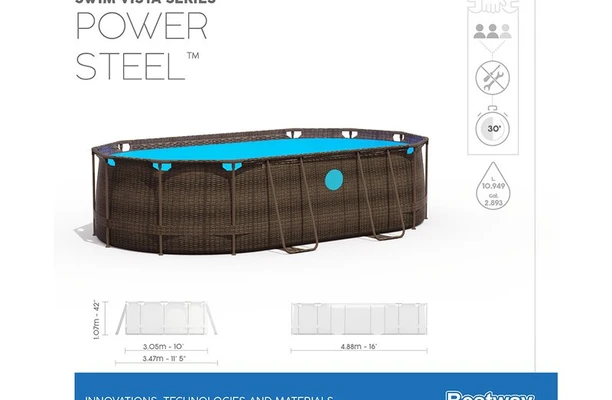 SWIM VISTA SERIES
POWER
STEEL™
30'
L
10.949
Gal.
2.893
1.07m - 42"
3.05m - 10'
3.47m - 11' 5"
4.88m - 16'
INNOVATIONS, TECHNOLOGIES AND MATERIALS
Bestway